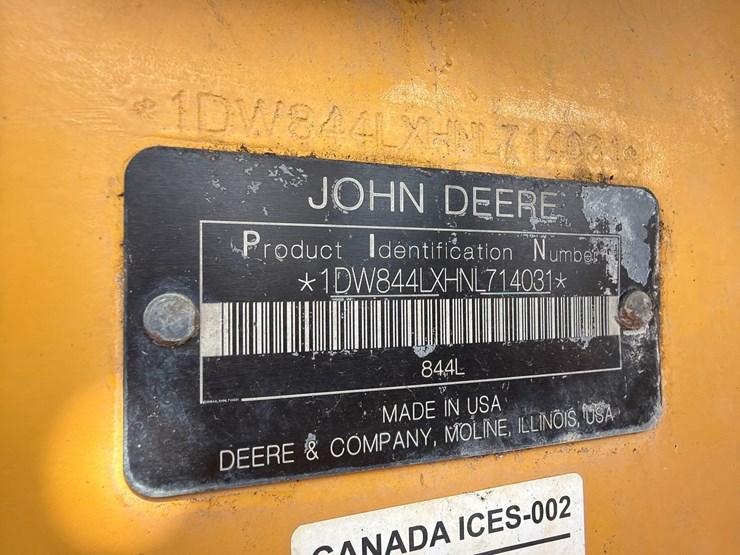 *1DW844LXHNL714031*
JOHN DEERE
Product Identification Number
*1DW844LXHNL714031*
844L
MADE IN USA
DEERE & COMPANY, MOLINE, ILLINOIS, USA
CANADA ICES-002